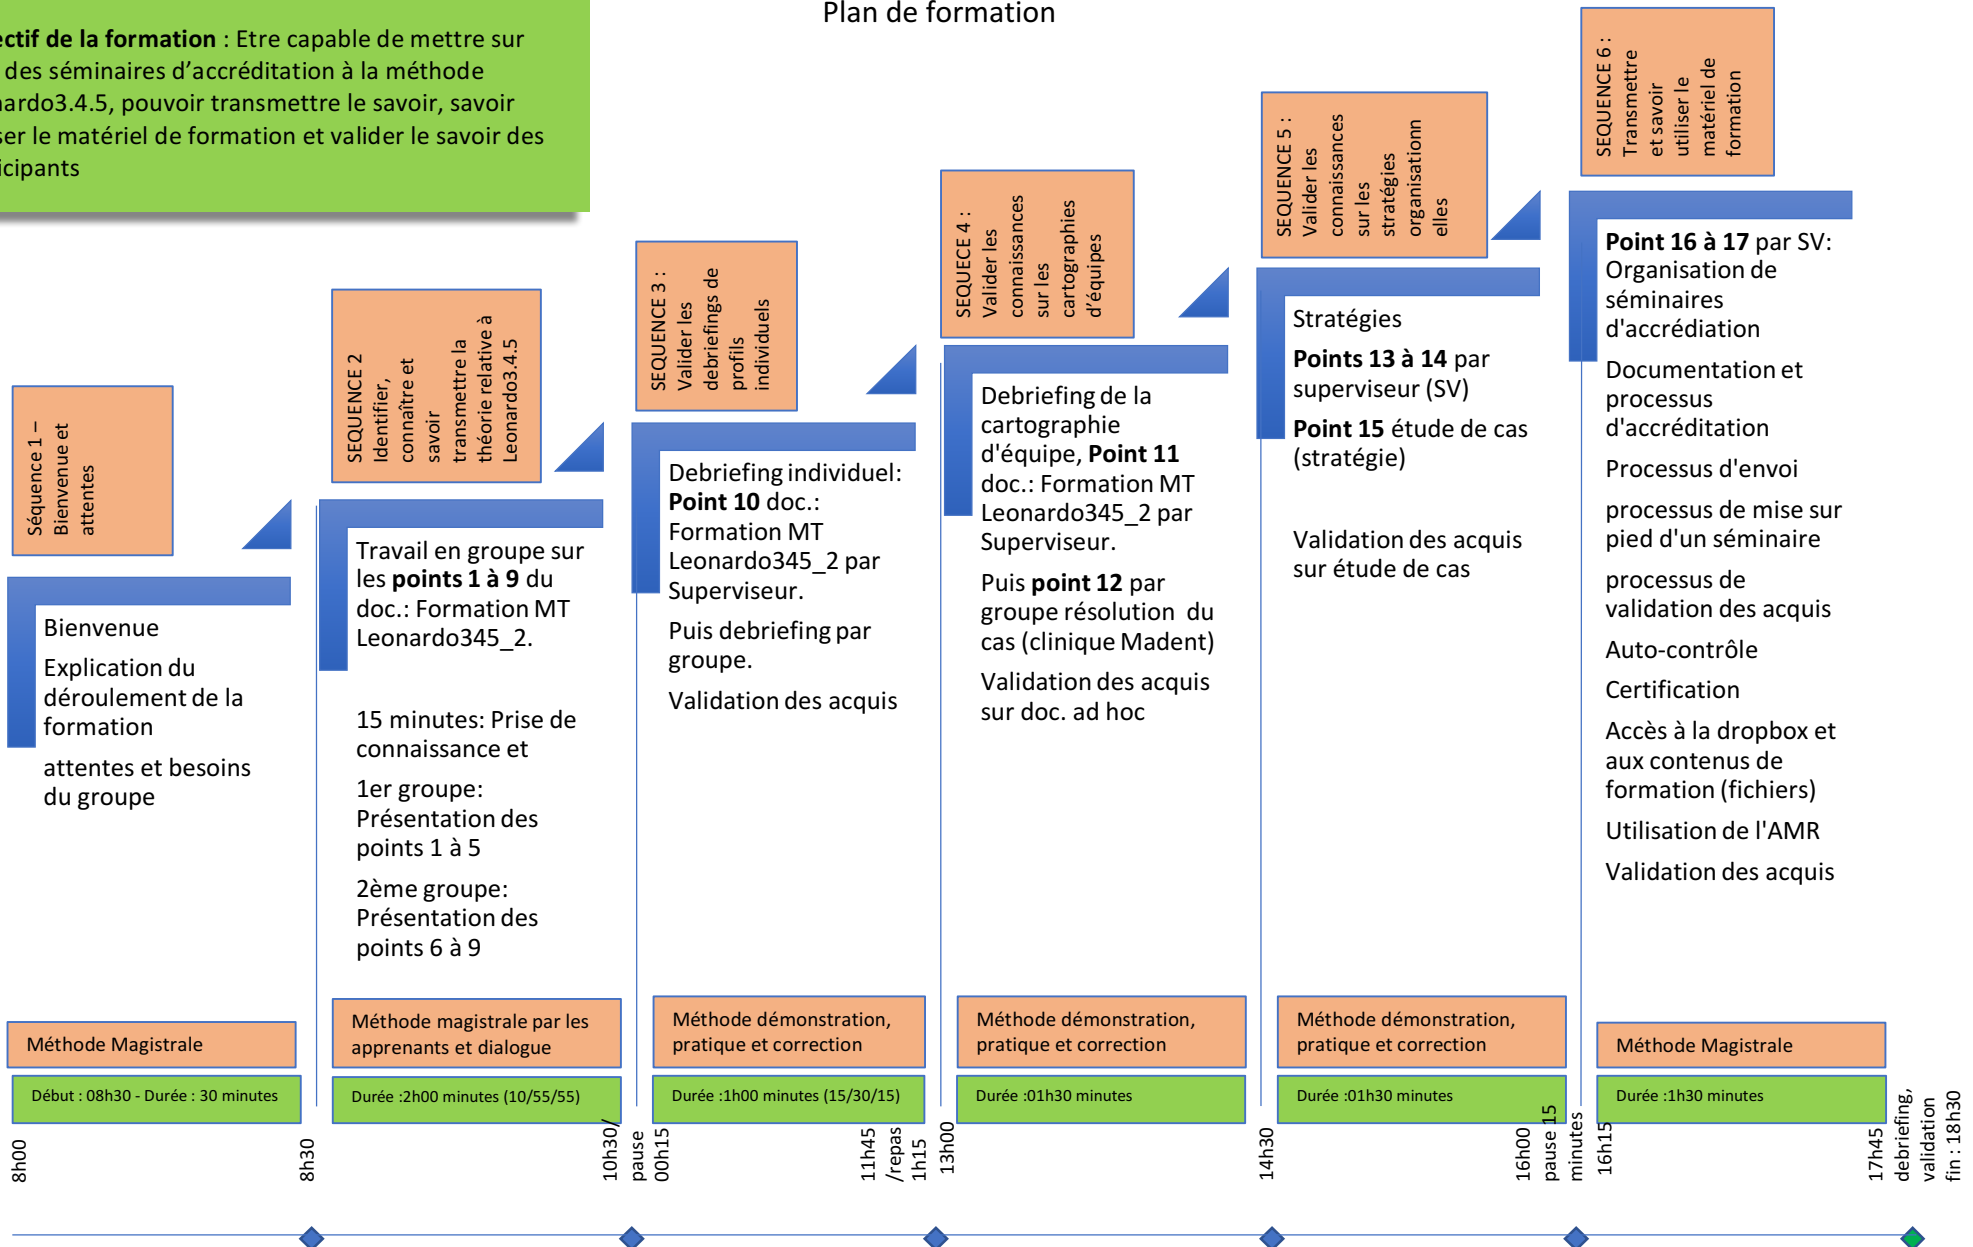 Plan de formation
ectif de la formation : Etre capable de mettre sur
des séminaires d’accréditation à la méthode
nardo3.4.5, pouvoir transmettre le savoir, savoir
ser le matériel de formation et valider le savoir des
icipants
Séquence 1 –
Bienvenue et
attentes
Bienvenue
Explication du
déroulement de la
formation
attentes et besoins
du groupe
Méthode Magistrale
Début : 08h30 - Durée : 30 minutes
SEQUENCE 2
Identifier,
connaître et
savoir
transmettre la
théorie relative à
Leonardo3.4.5
Travail en groupe sur
les points 1 à 9 du
doc.: Formation MT
Leonardo345_2.
15 minutes: Prise de
connaissance et
1er groupe:
Présentation des
points 1 à 5
2ème groupe:
Présentation des
points 6 à 9
Méthode magistrale par les
apprenants et dialogue
Durée :2h00 minutes (10/55/55)
SEQUENCE 3 :
Valider les
debriefings de
profils
individuels
Debriefing individuel:
Point 10 doc.:
Formation MT
Leonardo345_2 par
Superviseur.
Puis debriefing par
groupe.
Validation des acquis
Méthode démonstration,
pratique et correction
Durée :1h00 minutes (15/30/15)
SEQUECE 4 :
Valider les
connaissances
sur les
cartographies
d’équipes
Debriefing de la
cartographie
d'équipe, Point 11
doc.: Formation MT
Leonardo345_2 par
Superviseur.
Puis point 12 par
groupe résolution du
cas (clinique Madent)
Validation des acquis
sur doc. ad hoc
Méthode démonstration,
pratique et correction
Durée :01h30 minutes
SEQUENCE 5 :
Valider les
connaissances
sur les
stratégies
organisationn
elles
Stratégies
Points 13 à 14 par
superviseur (SV)
Point 15 étude de cas
(stratégie)
Validation des acquis
sur étude de cas
Méthode démonstration,
pratique et correction
Durée :01h30 minutes
SEQUENCE 6 :
Transmettre
et savoir
utiliser le
matériel de
formation
Point 16 à 17 par SV:
Organisation de
séminaires
d'accrédiation
Documentation et
processus
d'accréditation
Processus d'envoi
processus de mise sur
pied d'un séminaire
processus de
validation des acquis
Auto-contrôle
Certification
Accès à la dropbox et
aux contenus de
formation (fichiers)
Utilisation de l'AMR
Validation des acquis
Méthode Magistrale
Durée :1h30 minutes
8h00
8h30
10h30/
pause
00h15
11h45
/repas
1h15
13h00
14h30
16h00
pause 15
minutes
16h15
17h45
debriefing,
validation
fin : 18h30